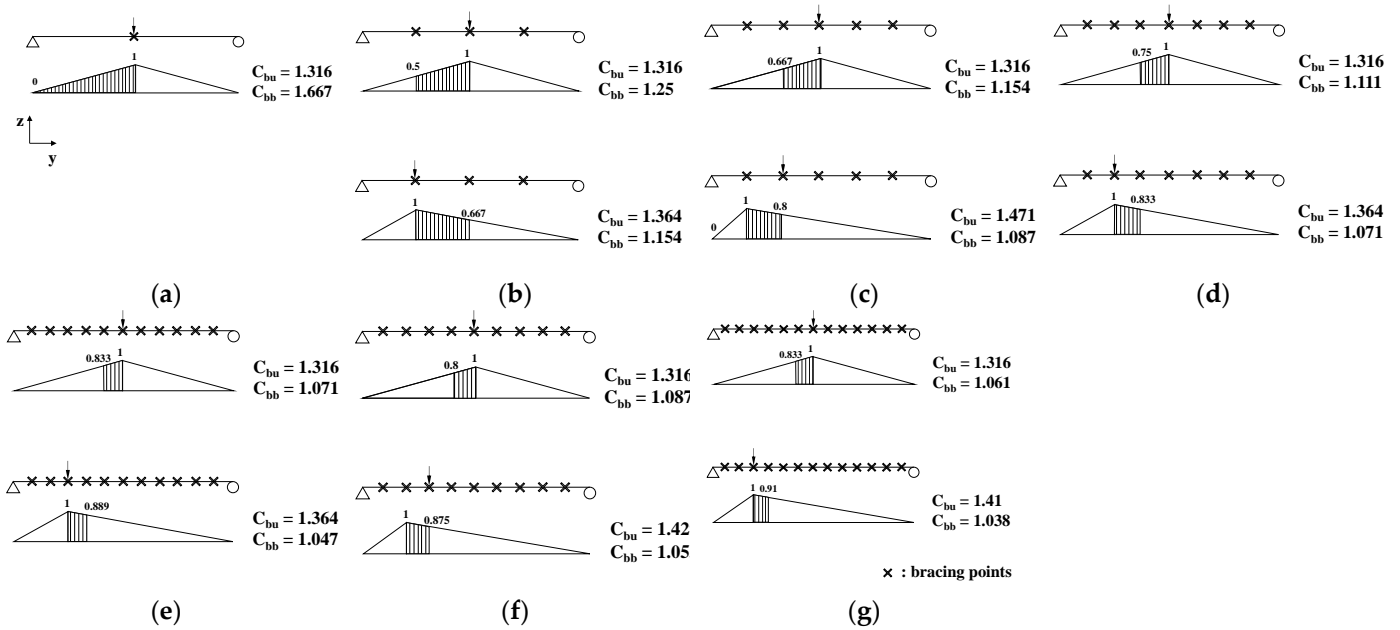 0
1
C_bu = 1.316
C_bb = 1.667
z
y
(a)
0.5
1
C_bu = 1.316
C_bb = 1.25
1
0.667
C_bu = 1.364
C_bb = 1.154
(b)
0.667
1
C_bu = 1.316
C_bb = 1.154
0
1
0.8
C_bu = 1.471
C_bb = 1.087
(c)
0.75
1
C_bu = 1.316
C_bb = 1.111
1
0.833
C_bu = 1.364
C_bb = 1.071
(d)
0.833
1
C_bu = 1.316
C_bb = 1.071
1
0.889
C_bu = 1.364
C_bb = 1.047
(e)
0.8
1
C_bu = 1.316
C_bb = 1.087
1
0.875
C_bu = 1.42
C_bb = 1.05
(f)
0.833
1
C_bu = 1.316
C_bb = 1.061
1
0.91
C_bu = 1.41
C_bb = 1.038
× : bracing points
(g)